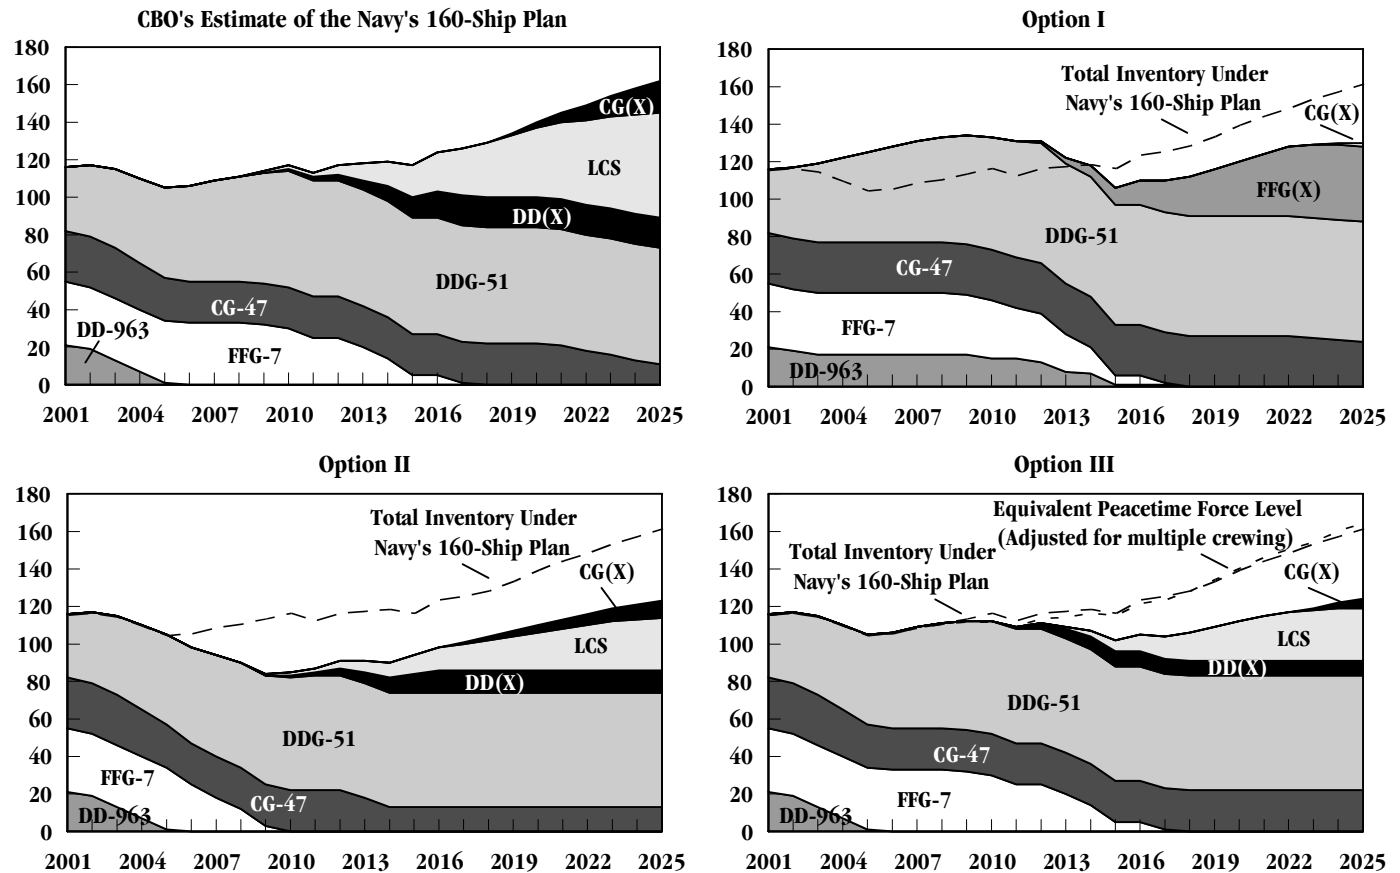 CBO's Estimate of the Navy's 160-Ship Plan
180
160
140
120
100
80
60
40
20
0
CG(X)
LCS
DD(X)
DDG-51
CG-47
DD-963
FFG-7
2001 2004 2007 2010 2013 2016 2019 2022 2025
Option I
180
160
140
120
100
80
60
40
20
0
Total Inventory Under
Navy's 160-Ship Plan
CG(X)
FFG(X)
DDG-51
CG-47
FFG-7
DD-963
2001 2004 2007 2010 2013 2016 2019 2022 2025
Option II
180
160
140
120
100
80
60
40
20
0
Total Inventory Under
Navy's 160-Ship Plan
CG(X)
LCS
DD(X)
DDG-51
FFG-7
CG-47
DD-963
2001 2004 2007 2010 2013 2016 2019 2022 2025
Option III
180
160
140
120
100
80
60
40
20
0
Equivalent Peacetime Force Level
(Adjusted for multiple crewing)
Total Inventory Under
Navy's 160-Ship Plan
CG(X)
LCS
DD(X)
DDG-51
CG-47
FFG-7
DD-963
2001 2004 2007 2010 2013 2016 2019 2022 2025